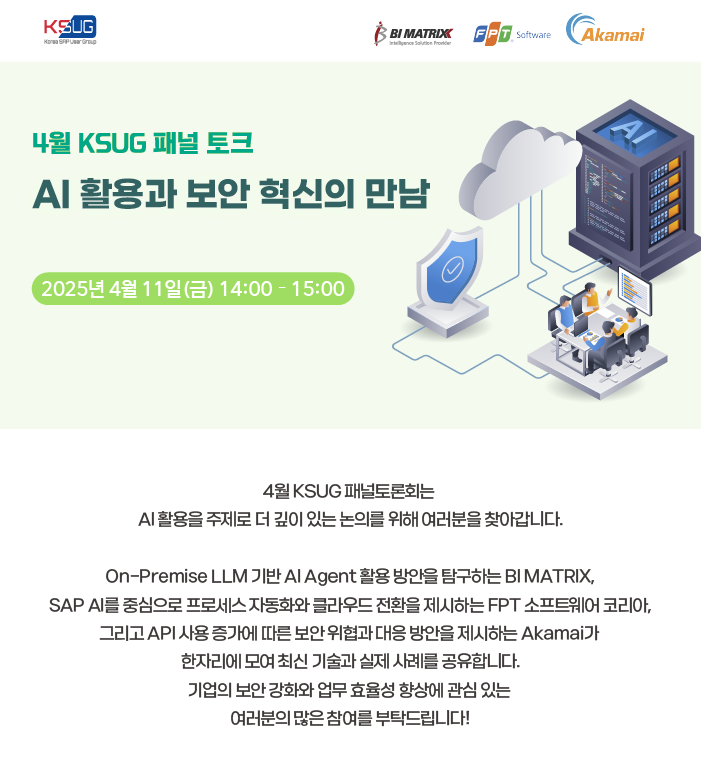 KSUG
Korea SAP User Group
BI MATRIX
Intelligence Solution Provider
FPT Software
Akamai
4월 KSUG 패널 토크
AI 활용과 보안 혁신의 만남
2025년 4월 11일(금) 14:00 - 15:00
AI
4월 KSUG 패널토론회는
AI 활용을 주제로 더 깊이 있는 논의를 위해 여러분을 찾아갑니다.
On-Premise LLM 기반 AI Agent 활용 방안을 탐구하는 BI MATRIX,
SAP AI를 중심으로 프로세스 자동화와 클라우드 전환을 제시하는 FPT 소프트웨어 코리아,
그리고 API 사용 증가에 따른 보안 위협과 대응 방안을 제시하는 Akamai가
한자리에 모여 최신 기술과 실제 사례를 공유합니다.
기업의 보안 강화와 업무 효율성 향상에 관심 있는
여러분의 많은 참여를 부탁드립니다!